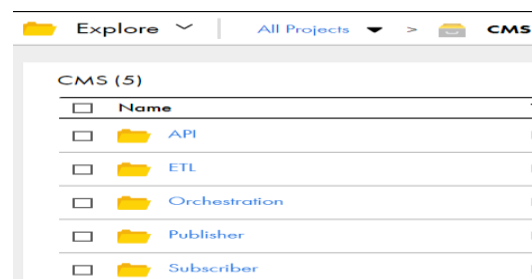 Explore All Projects > CMS
CMS (5)
Name
API
ETL
Orchestration
Publisher
Subscriber